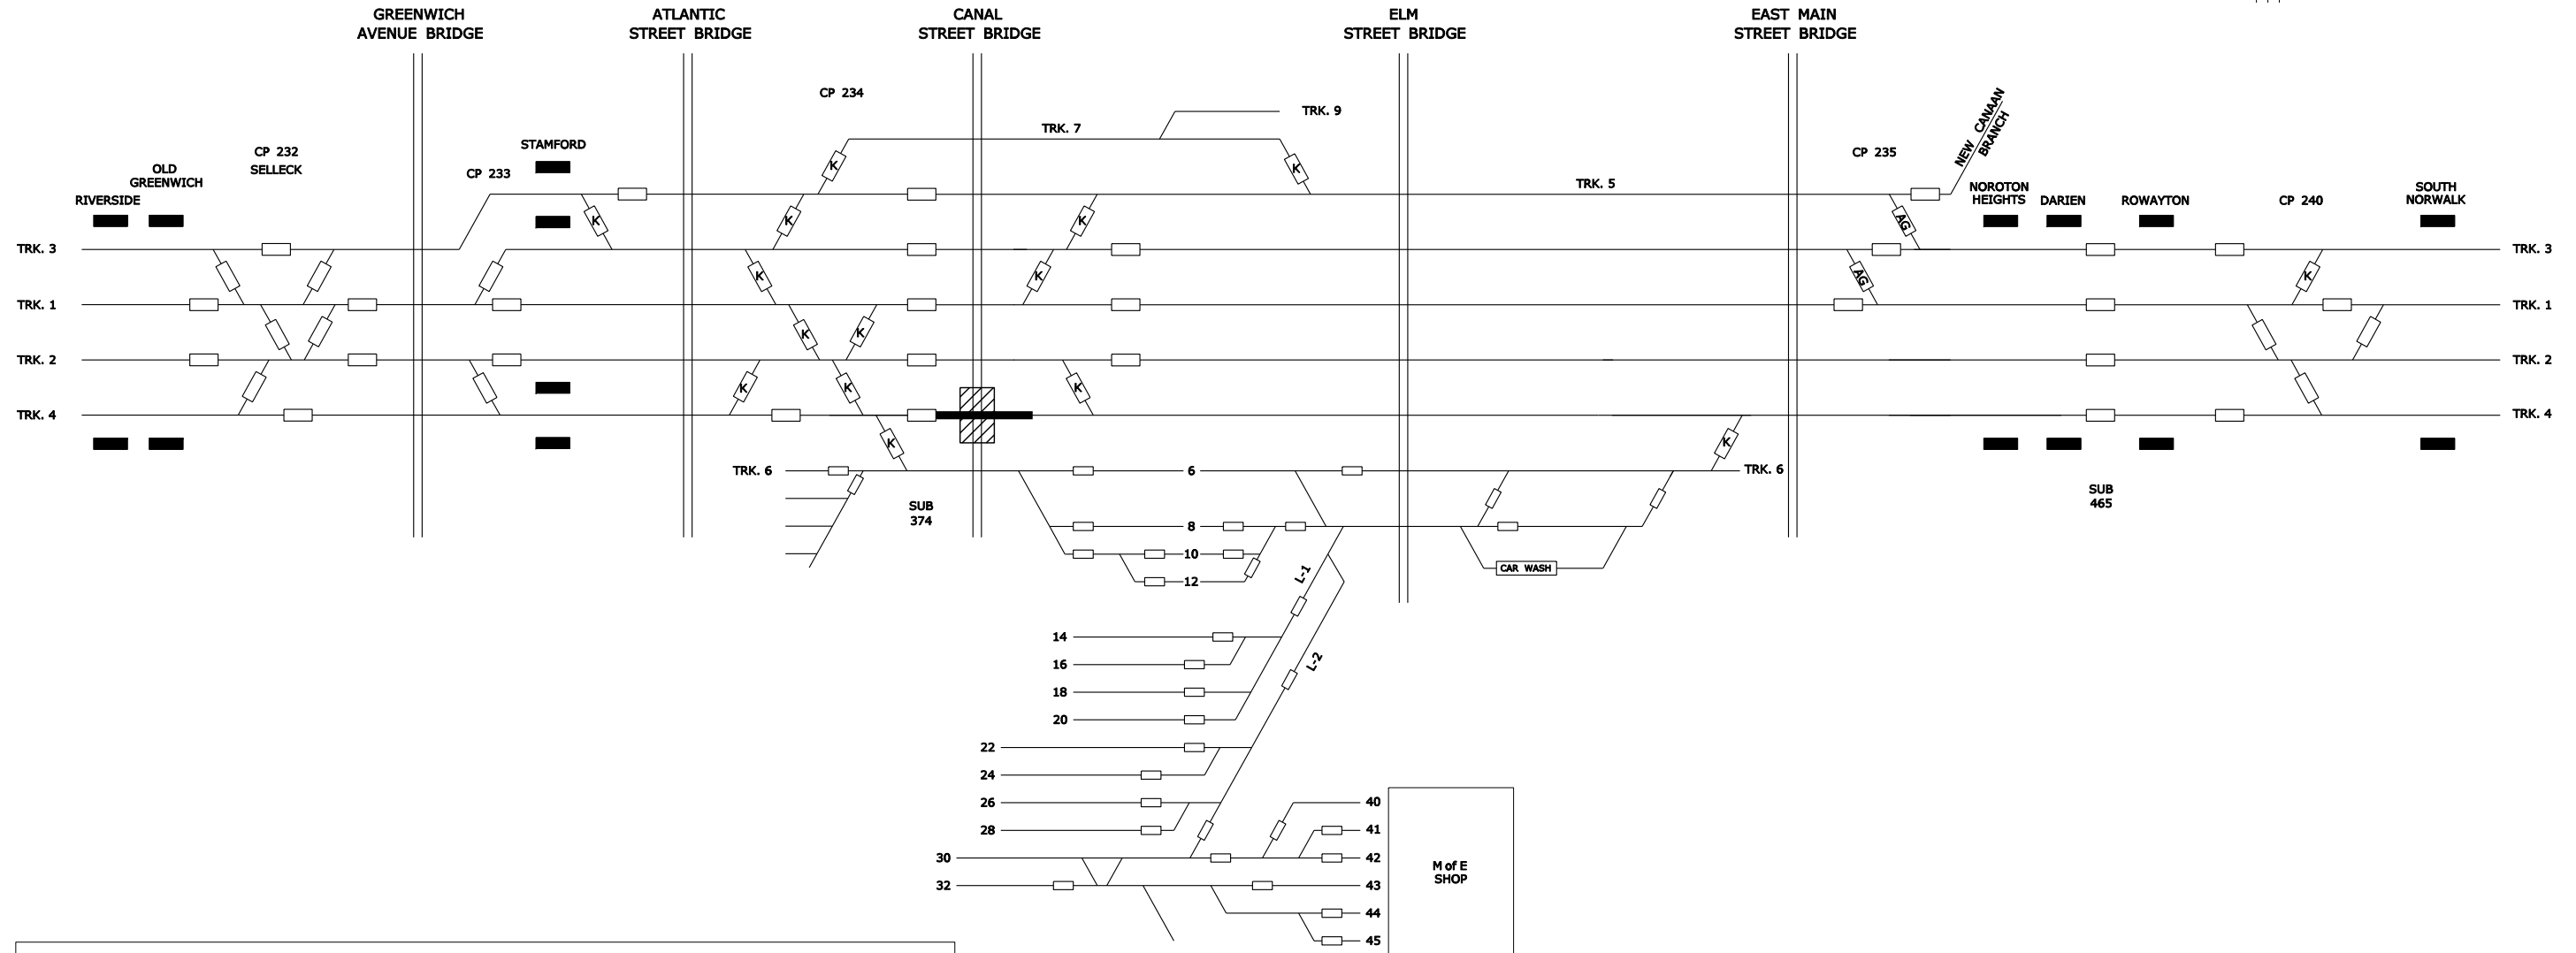 GREENWICH
AVENUE BRIDGE
ATLANTIC
STREET BRIDGE
CANAL
STREET BRIDGE
ELM
STREET BRIDGE
EAST MAIN
STREET BRIDGE
CP 234
TRK. 9
TRK. 7
NEW CANAAN
BRANCH
STAMFORD
CP 232
SELLECK
CP 235
OLD
GREENWICH
CP 233
K
K
TRK. 5
NOROTON
HEIGHTS
SOUTH
NORWALK
RIVERSIDE
DARIEN
ROWAYTON
CP 240
K
K
K
AG
TRK. 3
TRK. 3
K
K
AG
K
TRK. 1
TRK. 1
K
K
TRK. 2
TRK. 2
K
K
K
TRK. 4
TRK. 4
K
K
TRK. 6
6
TRK. 6
SUB
374
SUB
465
8
10
CAR WASH
12
L-1
14
16
L-2
18
20
22
24
26
40
28
41
30
42
M of E
SHOP
32
43
44
45